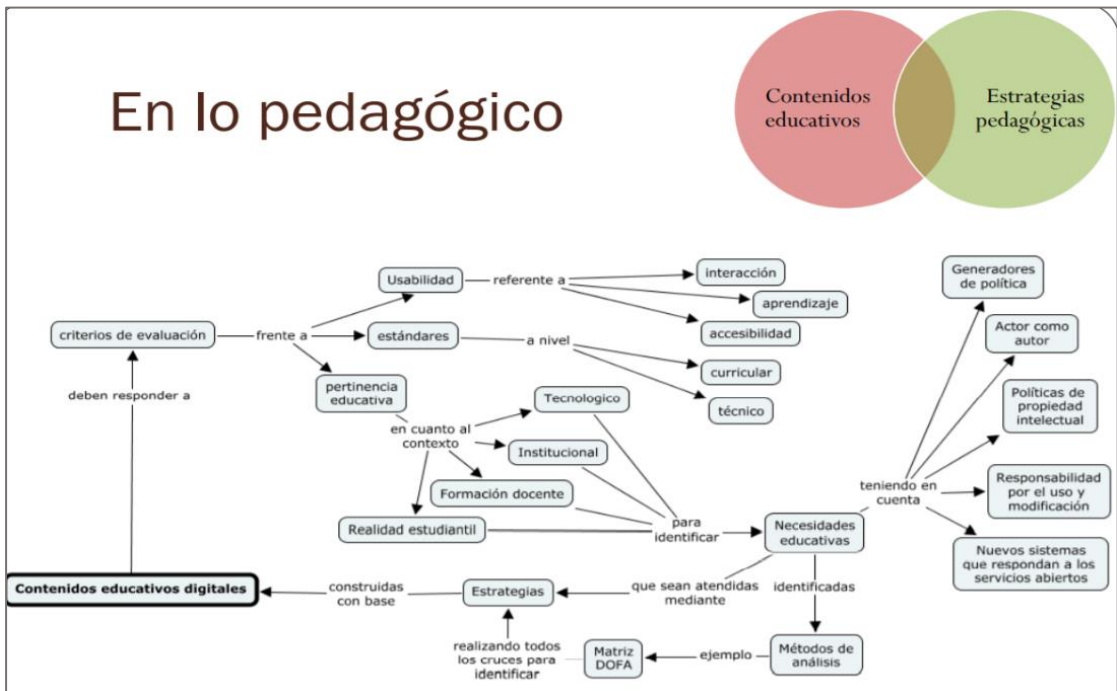 En lo pedagógico
Contenidos
educativos
Estrategias
pedagógicas
criterios de evaluación
deben responder a
frente a
Usabilidad
referente a
interacción
aprendizaje
accesibilidad
estándares
a nivel
curricular
técnico
pertinencia
educativa
en cuanto al
contexto
Tecnologico
Institucional
Formación docente
Realidad estudiantil
para
identificar
Necesidades
educativas
teniendo en
cuenta
Generadores
de política
Actor como
autor
Políticas de
propiedad
intelectual
Responsabilidad
por el uso y
modificación
Nuevos sistemas
que respondan a los
servicios abiertos
Contenidos educativos digitales
construidas
con base
Estrategias
que sean atendidas
mediante
identificadas
realizando todos
los cruces para
identificar
Matriz
DOFA
ejemplo
Métodos de
análisis